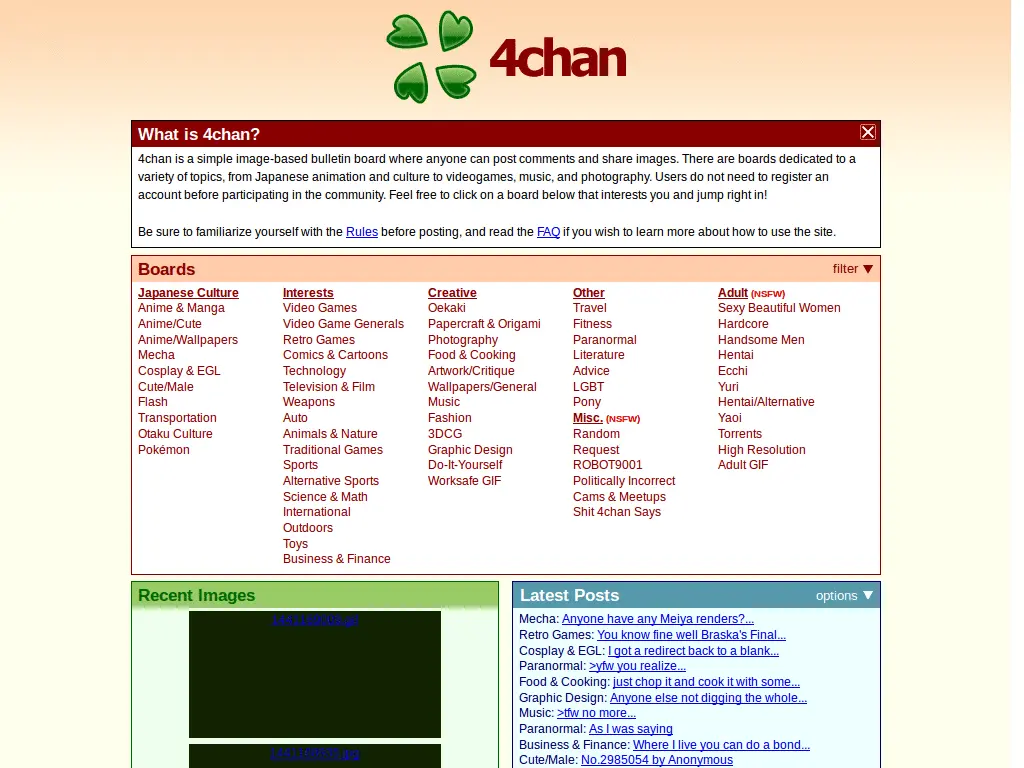 4chan
What is 4chan?
4chan is a simple image-based bulletin board where anyone can post comments and share images. There are boards dedicated to a
variety of topics, from Japanese animation and culture to videogames, music, and photography. Users do not need to register an
account before participating in the community. Feel free to click on a board below that interests you and jump right in!
Be sure to familiarize yourself with the Rules before posting, and read the FAQ if you wish to learn more about how to use the site.
Boards
filter ▼
Japanese Culture
Anime & Manga
Anime/Cute
Anime/Wallpapers
Mecha
Cosplay & EGL
Cute/Male
Flash
Transportation
Otaku Culture
Pokémon
Interests
Video Games
Video Game Generals
Retro Games
Comics & Cartoons
Technology
Television & Film
Weapons
Auto
Animals & Nature
Traditional Games
Sports
Alternative Sports
Science & Math
International
Outdoors
Toys
Business & Finance
Creative
Oekaki
Papercraft & Origami
Photography
Food & Cooking
Artwork/Critique
Wallpapers/General
Music
Fashion
3DCG
Graphic Design
Do-It-Yourself
Worksafe GIF
Other
Travel
Fitness
Paranormal
Literature
Advice
LGBT
Pony
Misc. (NSFW)
Random
Request
ROBOT9001
Politically Incorrect
Cams & Meetups
Shit 4chan Says
Adult (NSFW)
Sexy Beautiful Women
Hardcore
Handsome Men
Hentai
Ecchi
Yuri
Hentai/Alternative
Yaoi
Torrents
High Resolution
Adult GIF
Recent Images
Latest Posts
options ▼
Mecha: Anyone have any Meiya renders?...
Retro Games: You know fine well Braska's Final...
Cosplay & EGL: I got a redirect back to a blank...
Paranormal: >yfw you realize...
Food & Cooking: just chop it and cook it with some...
Graphic Design: Anyone else not digging the whole...
Music: >tfw no more...
Paranormal: As I was saying
Business & Finance: Where I live you can do a bond...
Cute/Male: No.2985054 by Anonymous